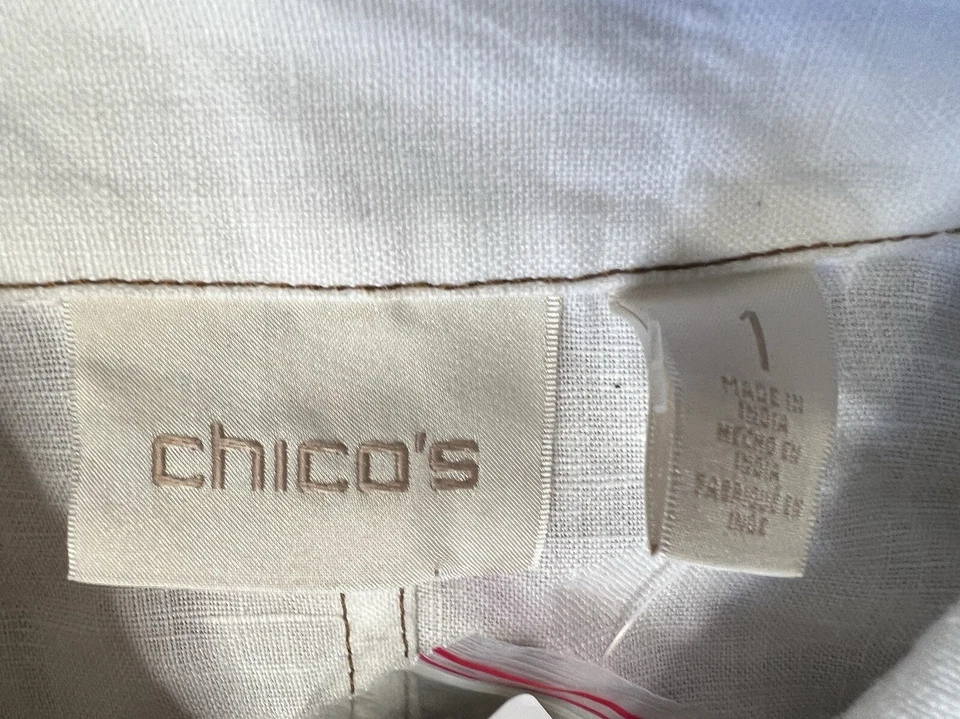 chico's
1
MADE IN
INDIA
HECHO EN
INDIA
FABRIQUE EN
INDE